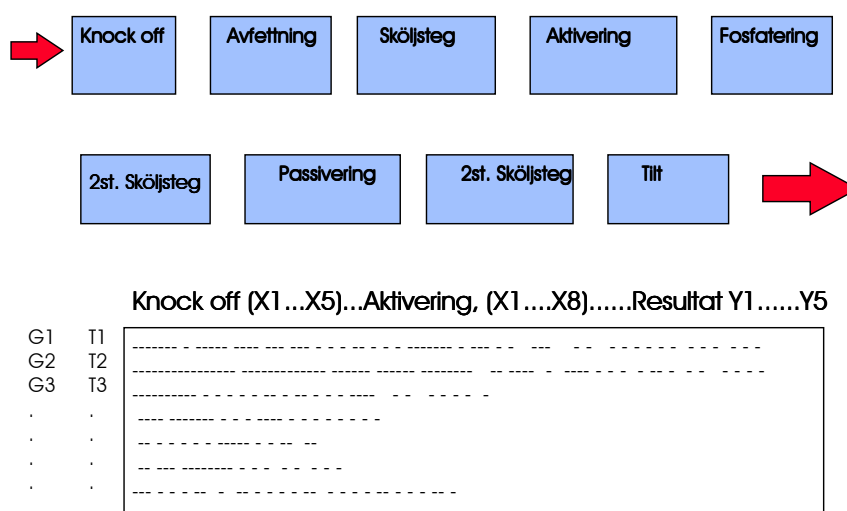 Knock off Avfettning Sköljsteg Aktivering Fosfatering
2st. Sköljsteg Passivering 2st. Sköljsteg Tilt
Knock off (X1...X5)...Aktivering, (X1....X8)......Resultat Y1......Y5
G1 T1
G2 T2
G3 T3
. .
. .
. .
. .